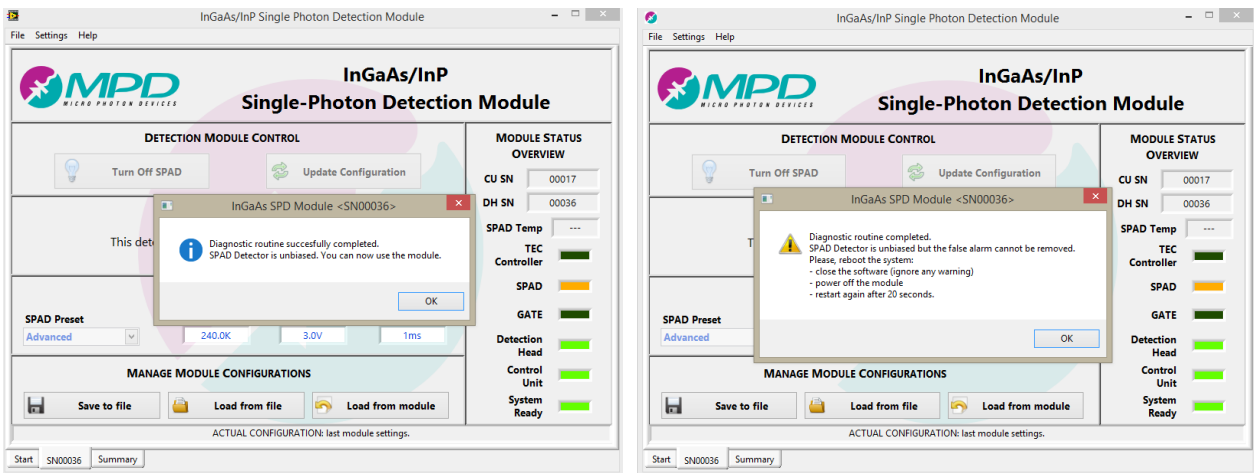 InGaAs/InP Single Photon Detection Module
File Settings Help
MPD
MICRO PHOTON DEVICES
InGaAs/InP
Single-Photon Detection Module
DETECTION MODULE CONTROL
Turn Off SPAD
Update Configuration
This det
InGaAs SPD Module <SN00036>
Diagnostic routine succesfully completed.
SPAD Detector is unbiased. You can now use the module.
OK
SPAD Preset
Advanced
240.0K
3.0V
1ms
MANAGE MODULE CONFIGURATIONS
Save to file
Load from file
Load from module
MODULE STATUS
OVERVIEW
CU SN 00017
DH SN 00036
SPAD Temp ---
TEC
Controller
SPAD
GATE
Detection
Head
Control
Unit
System
Ready
ACTUAL CONFIGURATION: last module settings.
Start SN00036 Summary
InGaAs/InP Single Photon Detection Module
File Settings Help
MPD
MICRO PHOTON DEVICES
InGaAs/InP
Single-Photon Detection Module
DETECTION MODULE CONTROL
Turn Off SPAD
Update Configuration
T
InGaAs SPD Module <SN00036>
Diagnostic routine completed.
SPAD Detector is unbiased but the false alarm cannot be removed.
Please, reboot the system:
- close the software (ignore any warning)
- power off the module
- restart again after 20 seconds.
OK
SPAD Preset
Advanced
MANAGE MODULE CONFIGURATIONS
Save to file
Load from file
Load from module
MODULE STATUS
OVERVIEW
CU SN 00017
DH SN 00036
SPAD Temp ---
TEC
Controller
SPAD
GATE
Detection
Head
Control
Unit
System
Ready
ACTUAL CONFIGURATION: last module settings.
Start SN00036 Summary